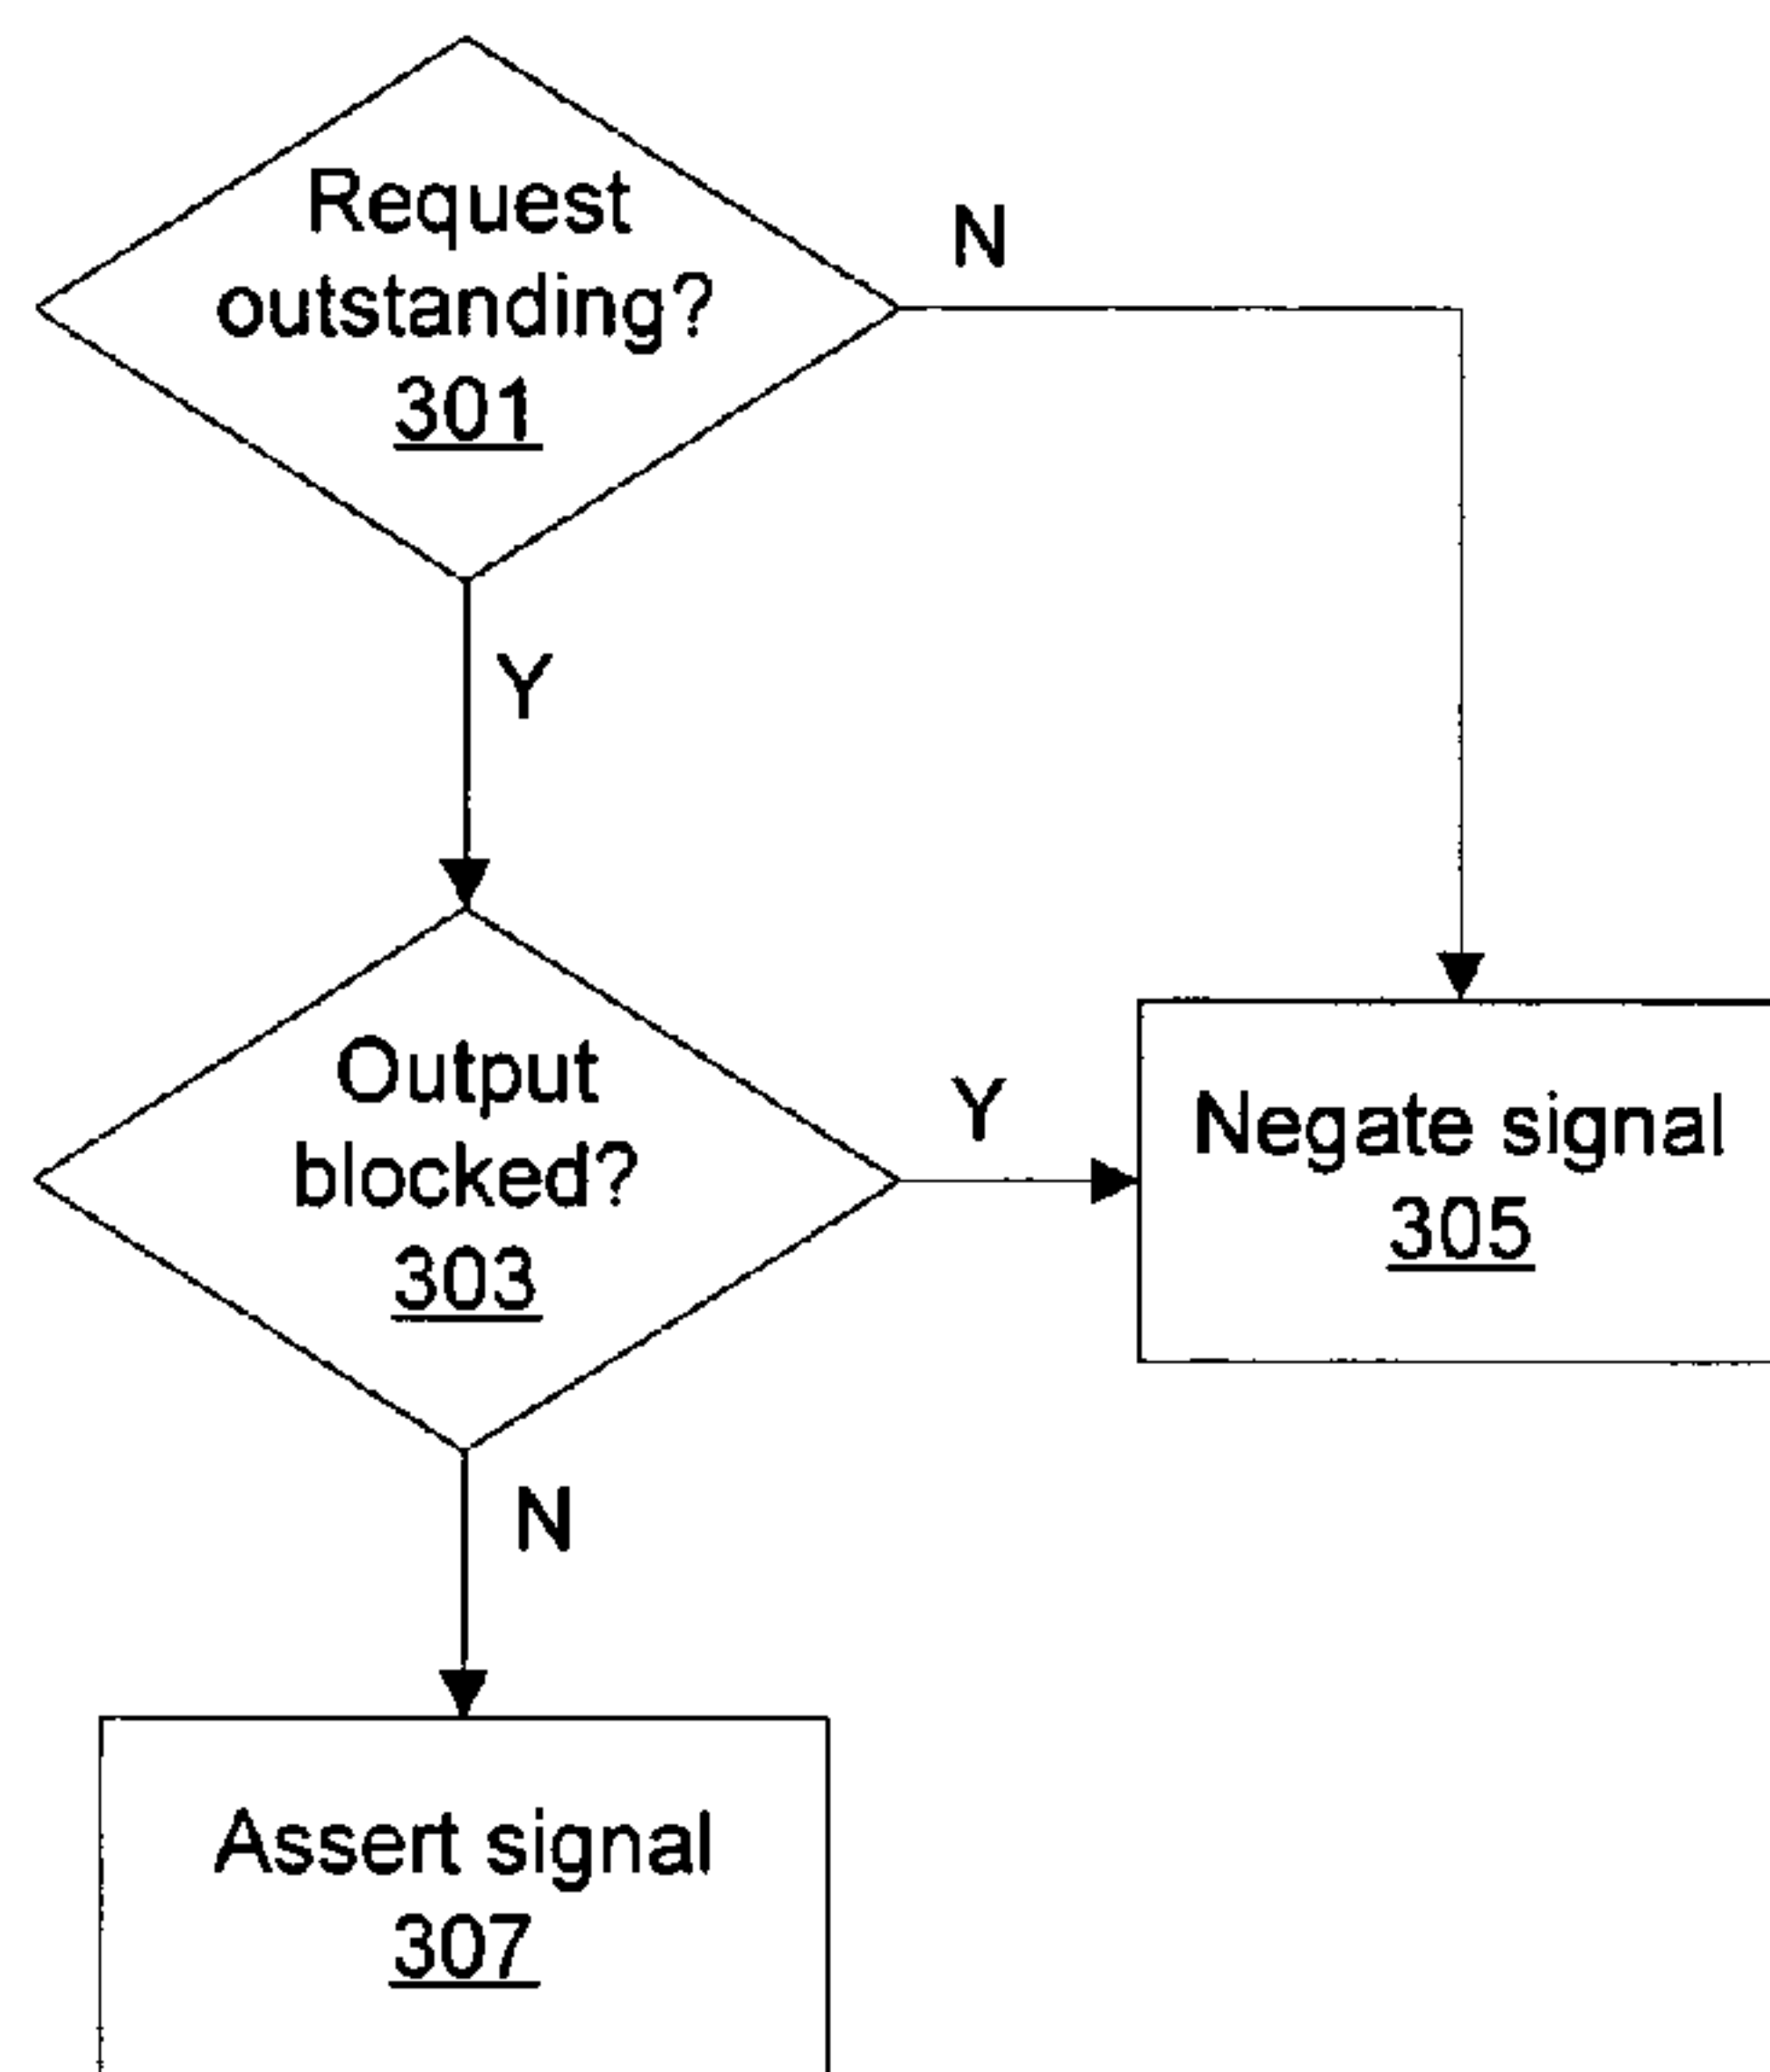 Request
outstanding?
301
N
Y
Output
blocked?
303
Y
Negate signal
305
N
Assert signal
307